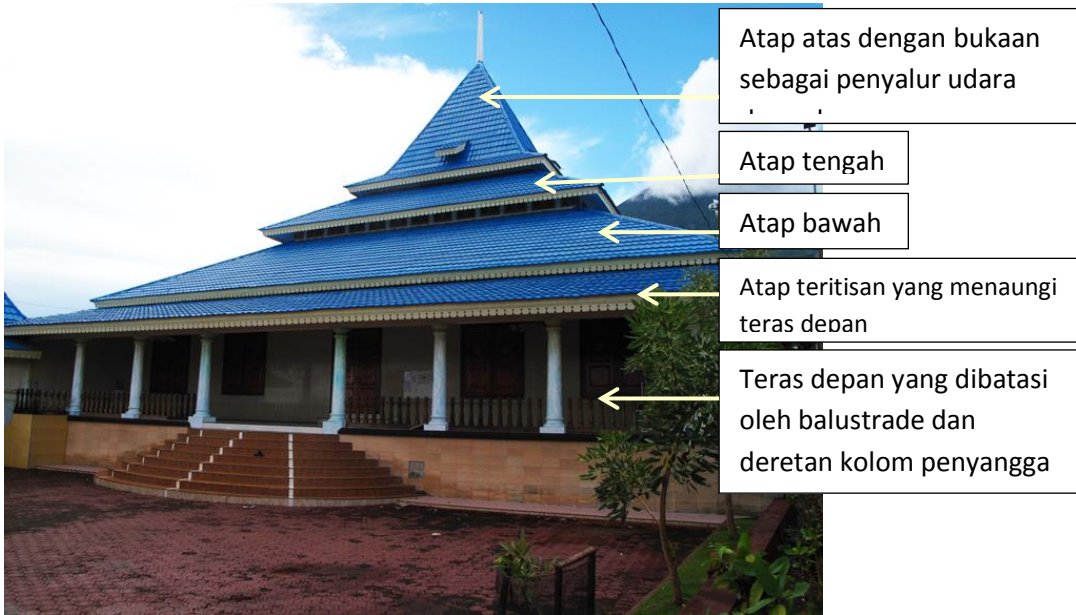 Atap atas dengan bukaan
sebagai penyalur udara
Atap tengah
Atap bawah
Atap teritisan yang menaungi
teras depan
Teras depan yang dibatasi
oleh balustrade dan
deretan kolom penyangga